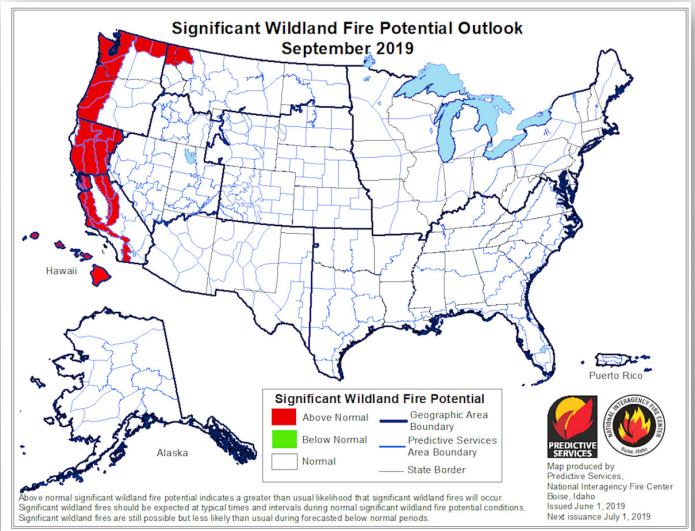 Significant Wildland Fire Potential Outlook
September 2019
Hawaii
Alaska
Puerto Rico
Significant Wildland Fire Potential
Above Normal
Below Normal
Normal
Geographic Area
Boundary
Predictive Services
Area Boundary
State Border
PREDICTIVE
SERVICES
NATIONAL INTERAGENCY FIRE CENTER
Boise, Idaho
Map produced by
Predictive Services,
National Interagency Fire Center
Boise, Idaho
Issued June 1, 2019
Next issuance July 1, 2019
Above normal significant wildland fire potential indicates a greater than usual likelihood that significant wildland fires will occur.
Significant wildland fires should be expected at typical times and intervals during normal significant wildland fire potential conditions.
Significant wildland fires are still possible but less likely than usual during forecasted below normal periods.